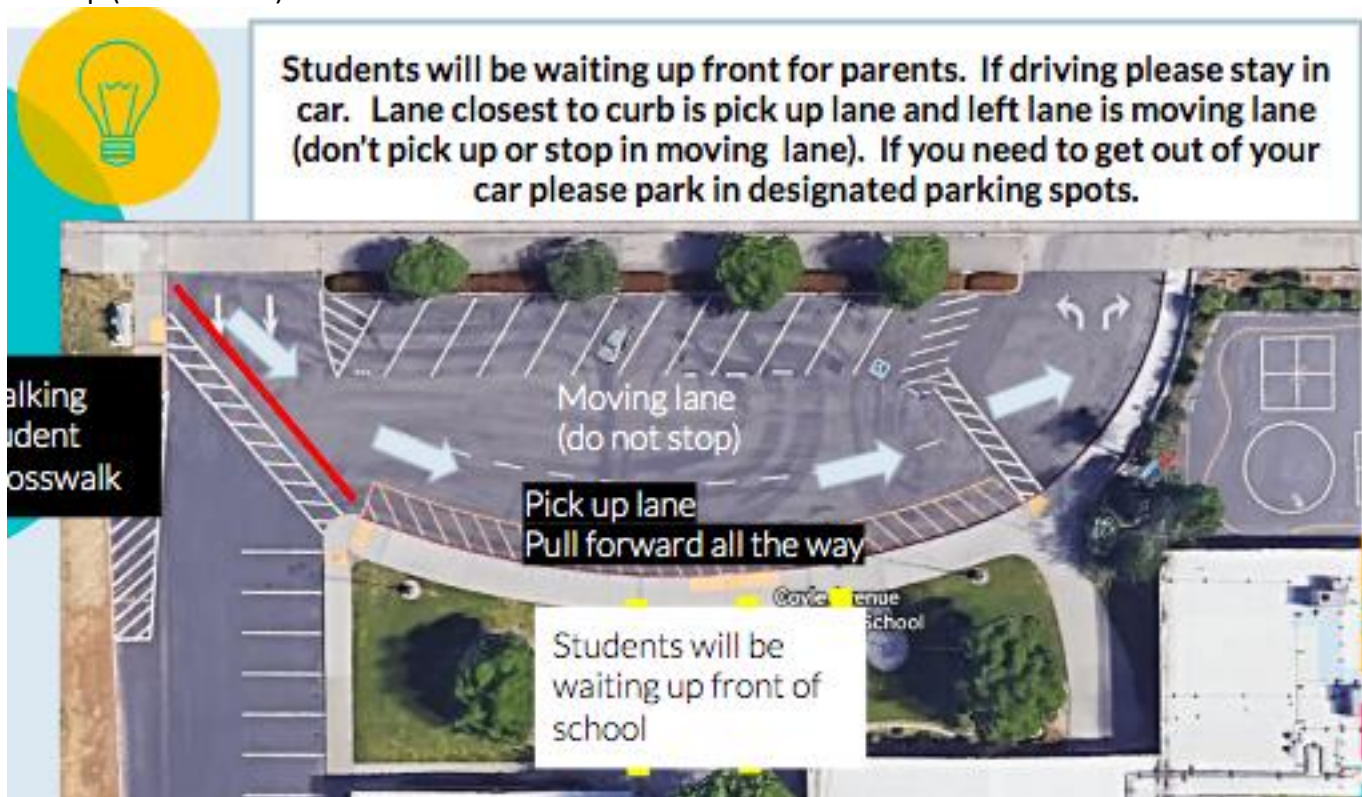 Students will be waiting up front for parents. If driving please stay in
car. Lane closest to curb is pick up lane and left lane is moving lane
(don't pick up or stop in moving lane). If you need to get out of your
car please park in designated parking spots.
alking
udent
osswalk
Moving lane
(do not stop)
Pick up lane
Pull forward all the way
School
Students will be
waiting up front of
school